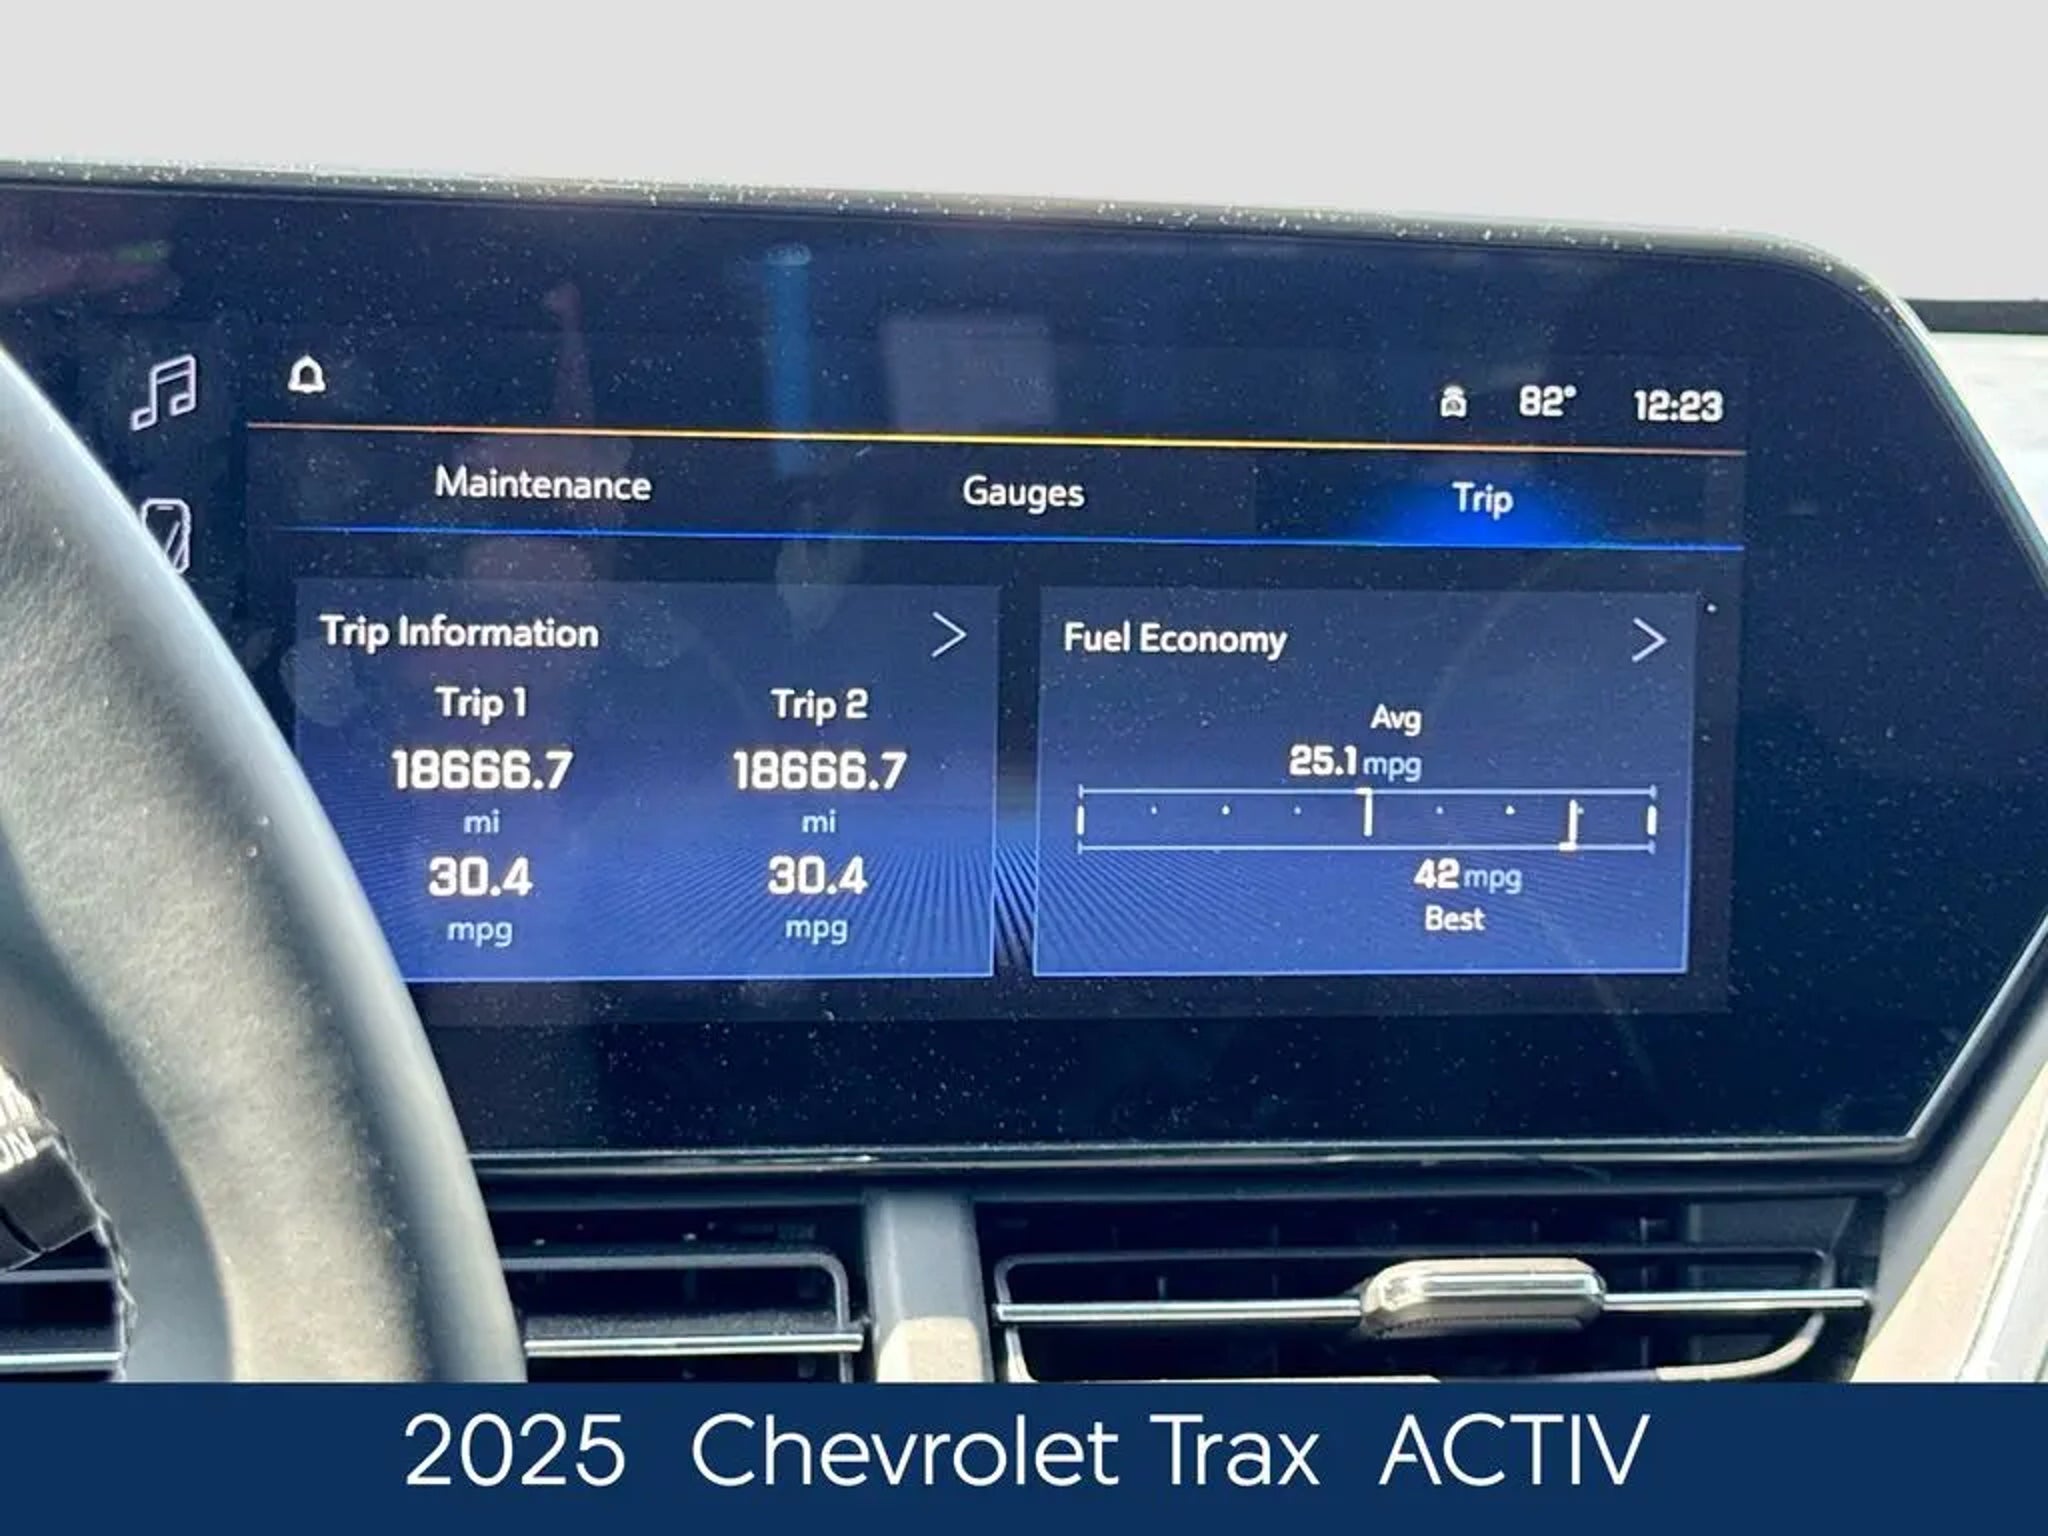 82° 12:23
Maintenance Gauges Trip
Trip Information
Trip 1 Trip 2
18666.7 18666.7
mi mi
30.4 30.4
mpg mpg
Fuel Economy
Avg
25.1 mpg
42 mpg
Best
ON
2025 Chevrolet Trax ACTIV